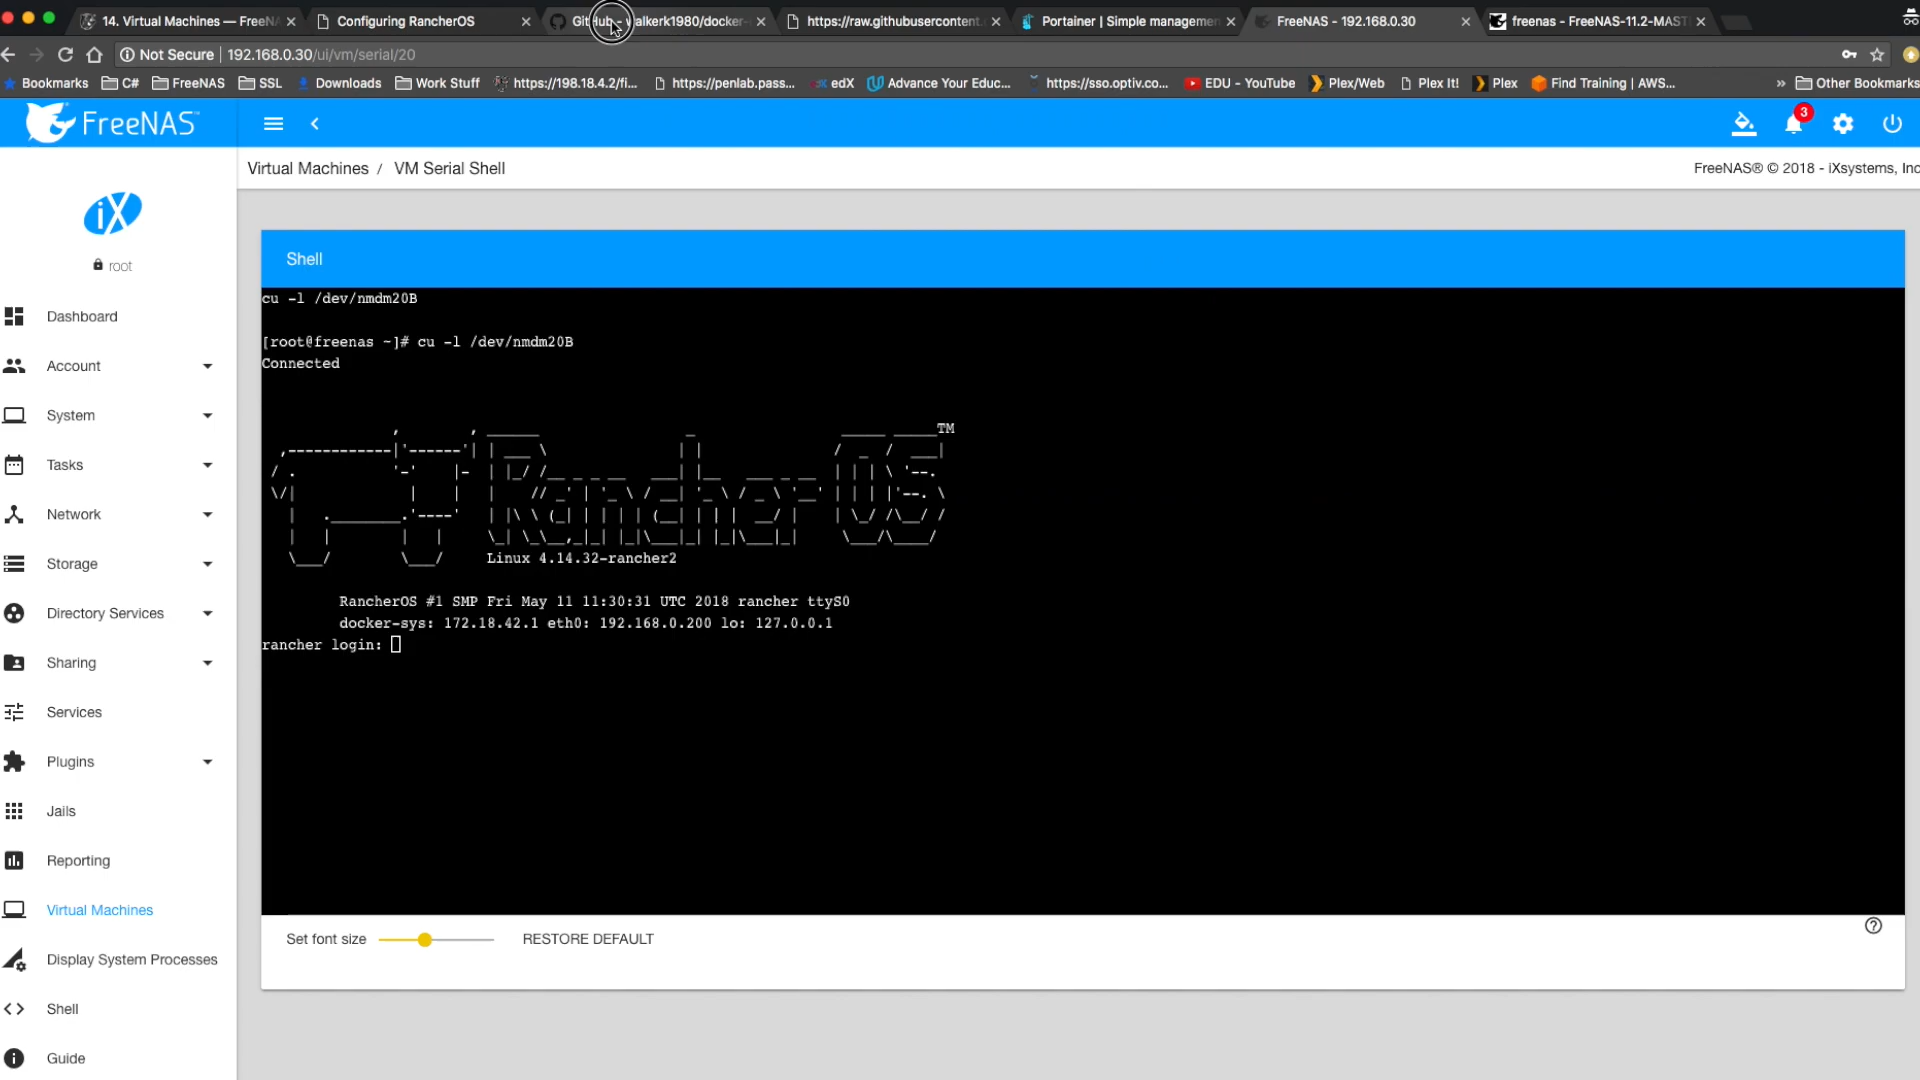 14. Virtual Machines — FreeN
Configuring RancherOS
GitHub - walkerk1980/docker-
https://raw.githubusercontent.
Portainer | Simple managemen
FreeNAS - 192.168.0.30
freenas - FreeNAS-11.2-MAST
Not Secure
192.168.0.30/ui/vm/serial/20
Bookmarks
C#
FreeNAS
SSL
Downloads
Work Stuff
https://198.18.4.2/fi...
https://penlab.pass...
edX
Advance Your Educ...
https://sso.optiv.co...
EDU - YouTube
Plex/Web
Plex It!
Plex
Find Training | AWS...
»
Other Bookmarks
FreeNAS™
3
Virtual Machines / VM Serial Shell
FreeNAS® © 2018 - iXsystems, Inc
iX
root
Dashboard
Account
System
Tasks
Network
Storage
Directory Services
Sharing
Services
Plugins
Jails
Reporting
Virtual Machines
Display System Processes
Shell
Guide
Shell
cu -l /dev/nmdm20B
[root@freenas ~]# cu -l /dev/nmdm20B
Connected
Rancher OS TM
Linux 4.14.32-rancher2
RancherOS #1 SMP Fri May 11 11:30:31 UTC 2018 rancher ttyS0
docker-sys: 172.18.42.1 eth0: 192.168.0.200 lo: 127.0.0.1
rancher login:
Set font size
RESTORE DEFAULT